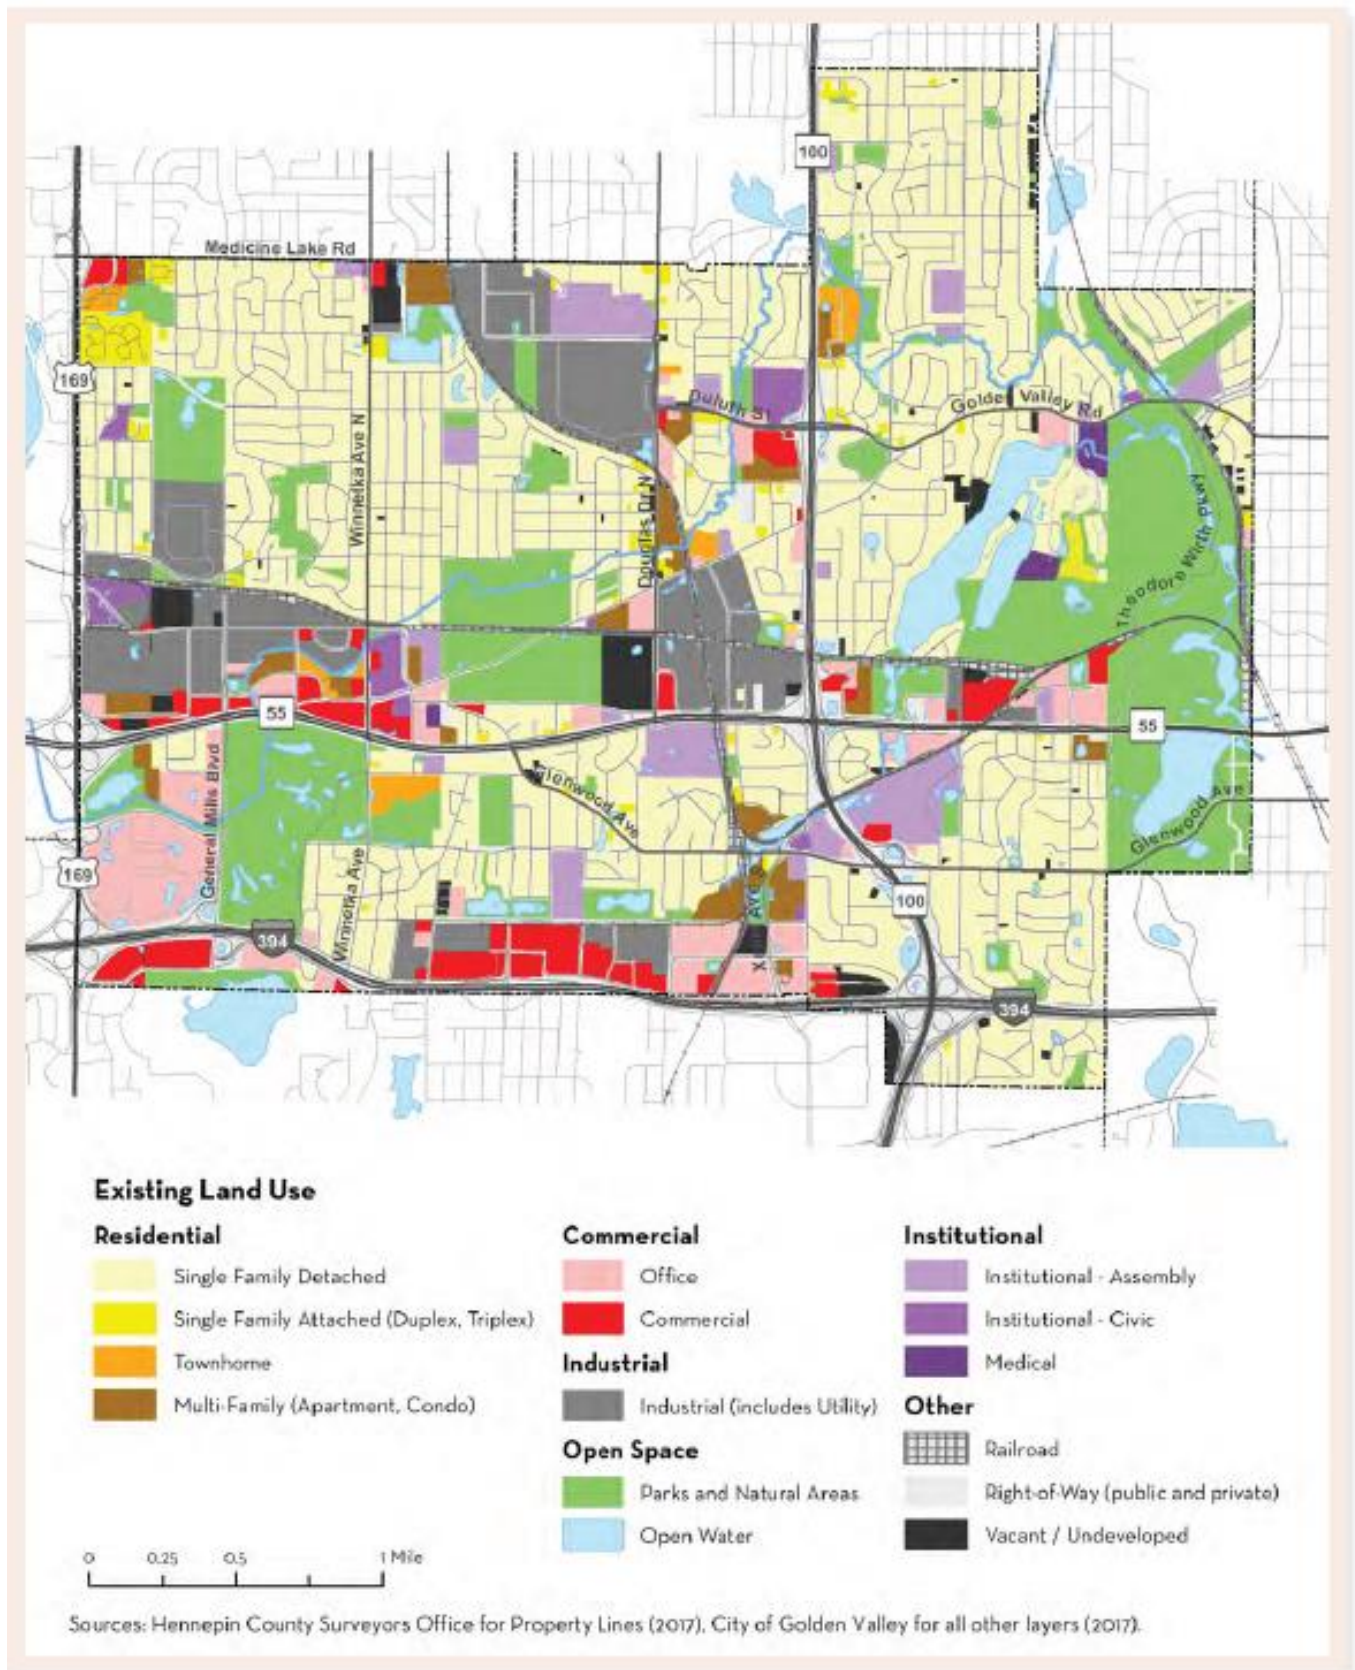 100
Medicine Lake Rd
169
Duluth St
Golden Valley Rd
Winnetka Ave N
Douglas Dr N
Theodore Wirth Pkwy
55
55
Glenwood Ave
General Mills Blvd
Glenwood Ave
169
Winnetka Ave
Ave
100
394
X
394
Existing Land Use
Residential
Single Family Detached
Single Family Attached (Duplex, Triplex)
Townhome
Multi-Family (Apartment, Condo)
Commercial
Office
Commercial
Industrial
Industrial (includes Utility)
Open Space
Parks and Natural Areas
Open Water
Institutional
Institutional - Assembly
Institutional - Civic
Medical
Other
Railroad
Right-of-Way (public and private)
Vacant / Undeveloped
0 0.25 0.5 1 Mile
Sources: Hennepin County Surveyors Office for Property Lines (2017), City of Golden Valley for all other layers (2017).